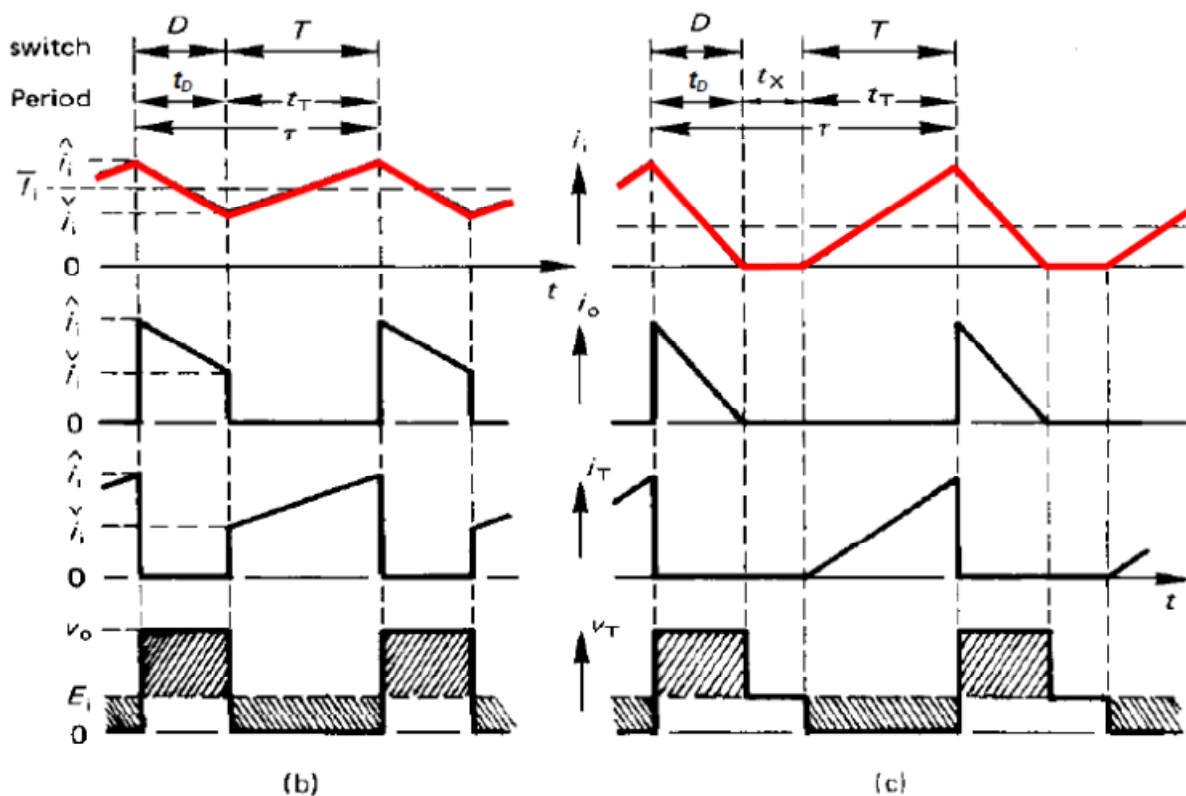 D T D T
switch
Period t_D t_T t_D t_X t_T
τ τ
î_i i_i
Ī_i
ǐ_i
0
t i_o
î_i
ǐ_i
0
î_i i_T
ǐ_i
0
t
v_o v_T
E_i
0
(b) (c)